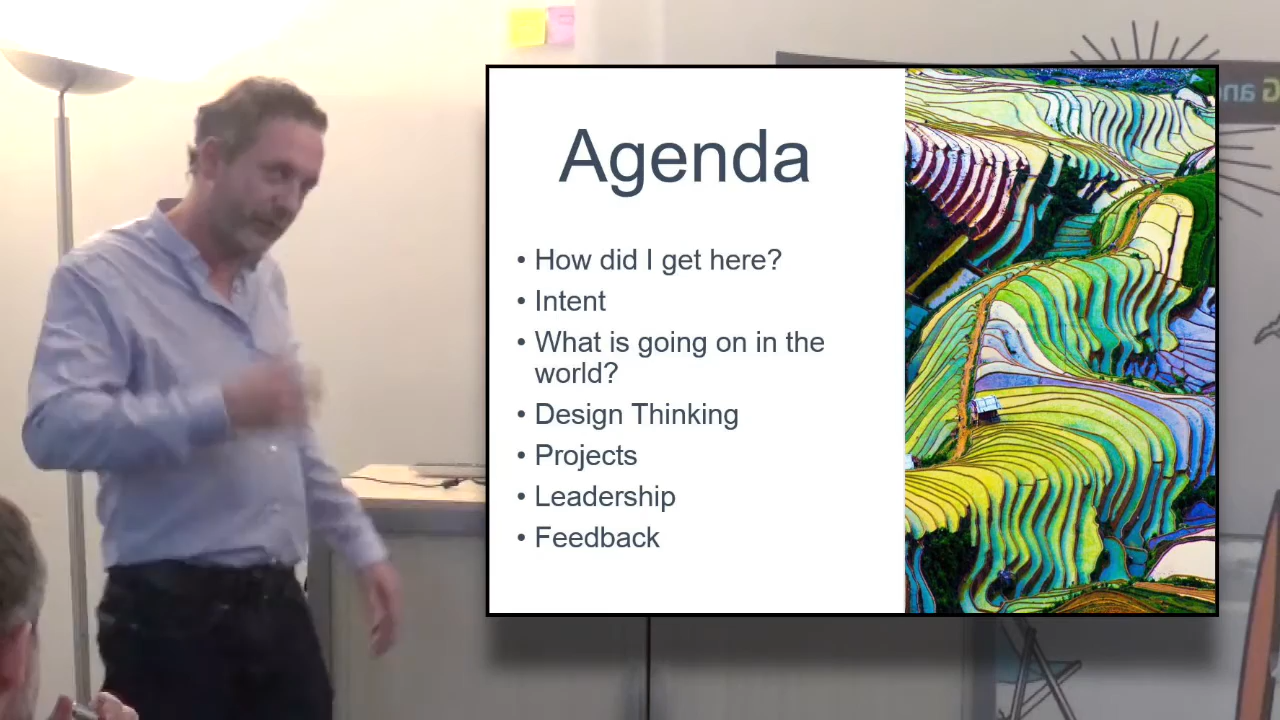 Agenda
• How did I get here?
• Intent
• What is going on in the
world?
• Design Thinking
• Projects
• Leadership
• Feedback